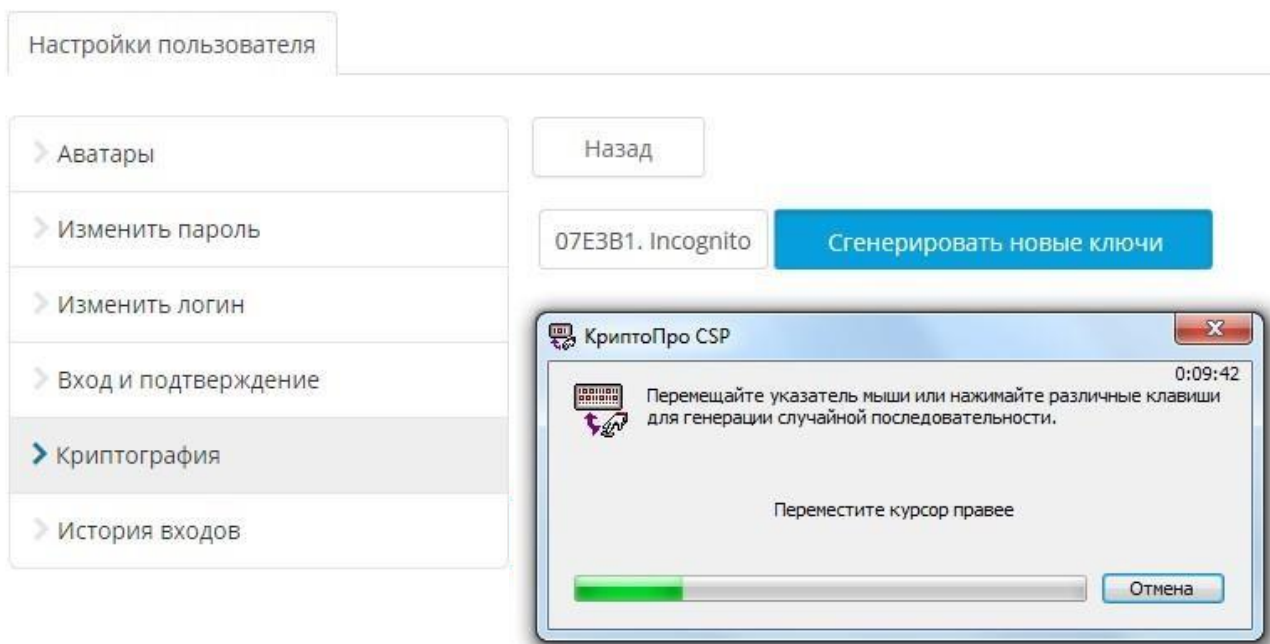 Настройки пользователя
Аватары
Изменить пароль
Изменить логин
Вход и подтверждение
Криптография
История входов
Назад
07E3B1. Incognito
Сгенерировать новые ключи
КриптоПро CSP
0:09:42
Перемещайте указатель мыши или нажимайте различные клавиши
для генерации случайной последовательности.
Переместите курсор правее
Отмена